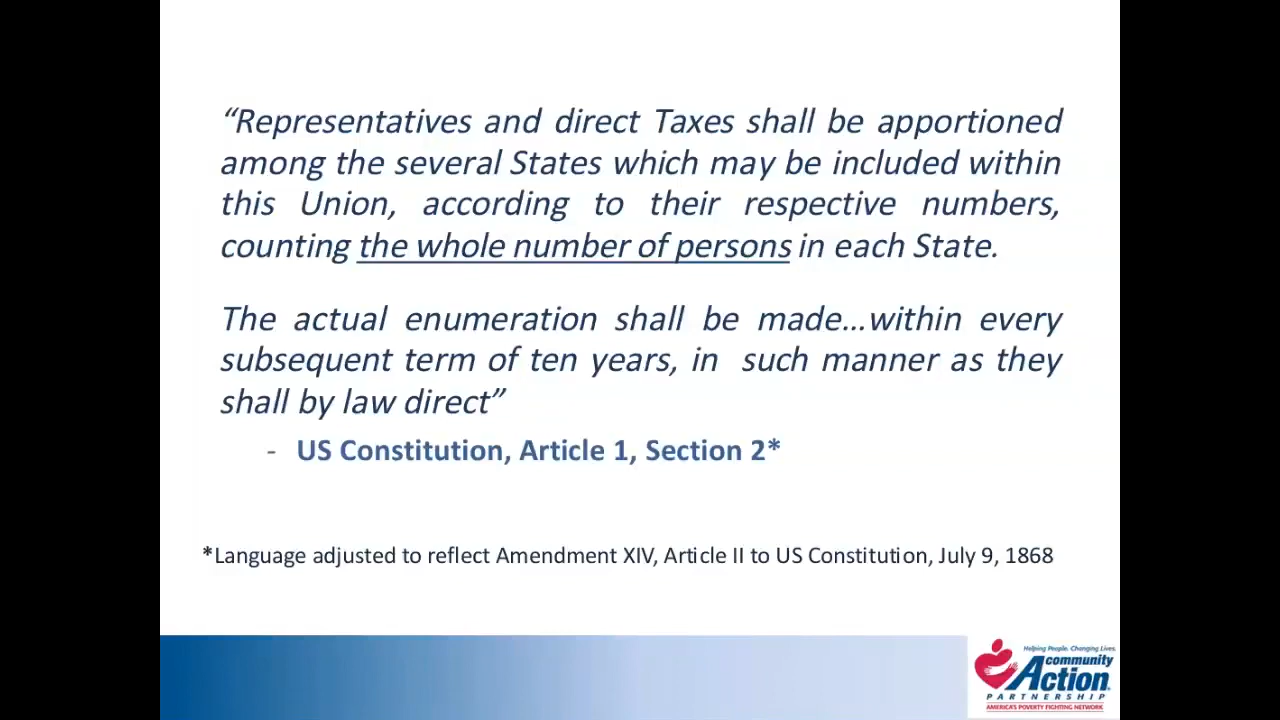 “Representatives and direct Taxes shall be apportioned
among the several States which may be included within
this Union, according to their respective numbers,
counting the whole number of persons in each State.
The actual enumeration shall be made…within every
subsequent term of ten years, in such manner as they
shall by law direct”
- US Constitution, Article 1, Section 2*
*Language adjusted to reflect Amendment XIV, Article II to US Constitution, July 9, 1868
Helping People. Changing Lives.
community
Action
PARTNERSHIP
AMERICA'S POVERTY FIGHTING NETWORK